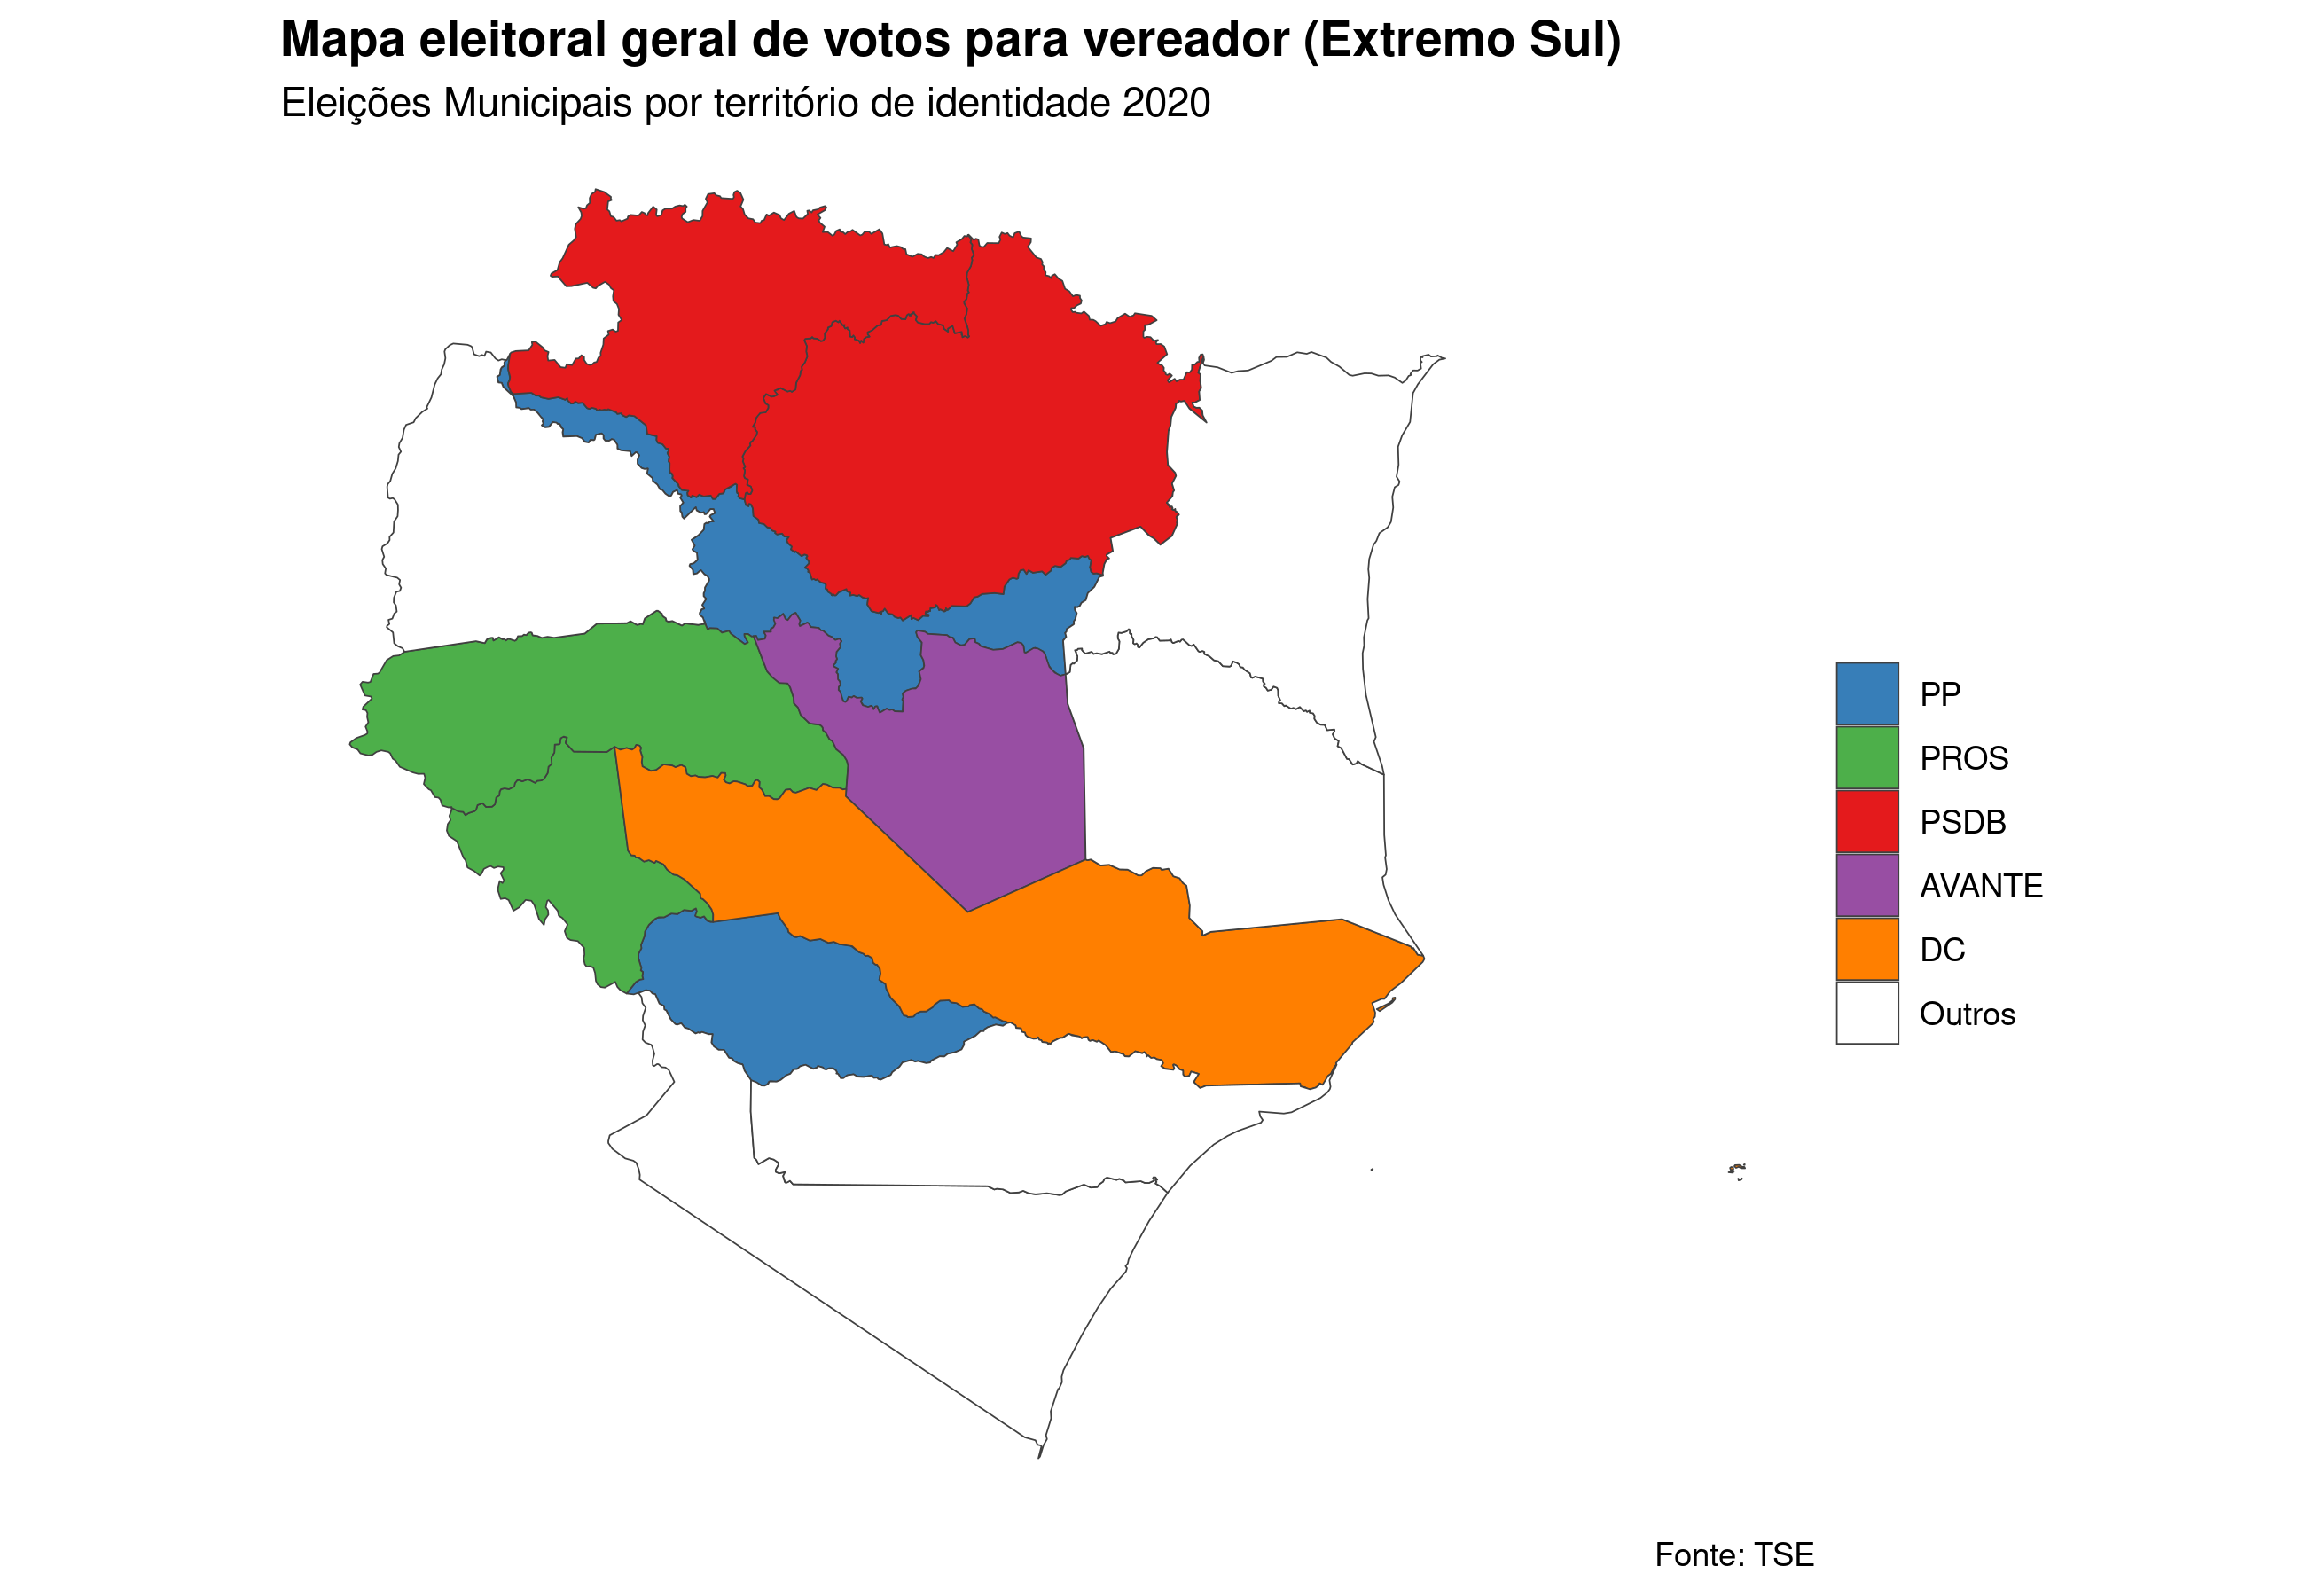 Mapa eleitoral geral de votos para vereador (Extremo Sul)
Eleições Municipais por território de identidade 2020
PP
PROS
PSDB
AVANTE
DC
Outros
Fonte: TSE